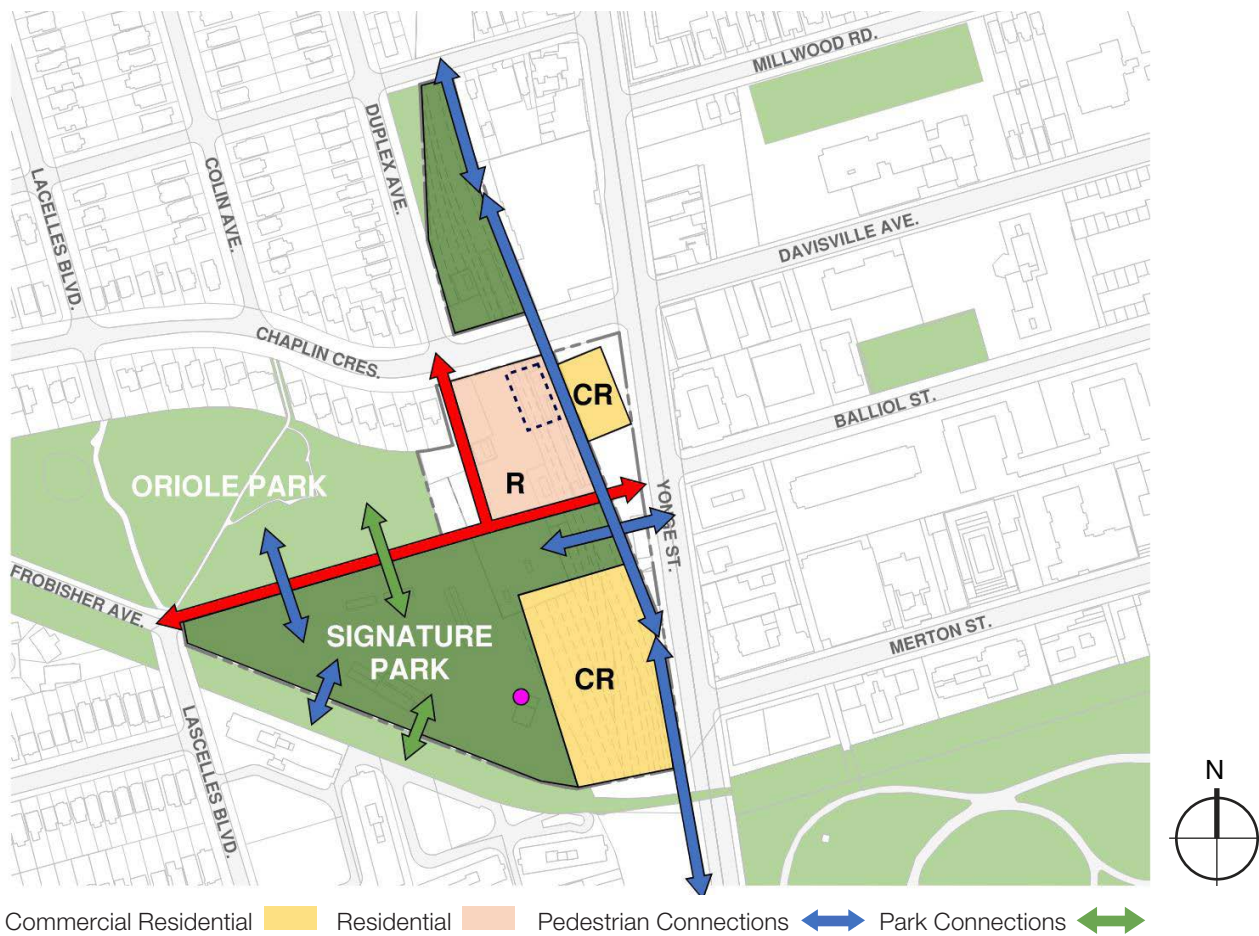 MILLWOOD RD.
DUPLEX AVE.
COLIN AVE.
LACELLES BLVD.
DAVISVILLE AVE.
CHAPLIN CRES.
CR
BALLIOL ST.
ORIOLE PARK
R
YONGE ST.
FROBISHER AVE.
SIGNATURE
PARK
MERTON ST.
CR
LASCELLES BLVD.
N
Commercial Residential Residential Pedestrian Connections Park Connections